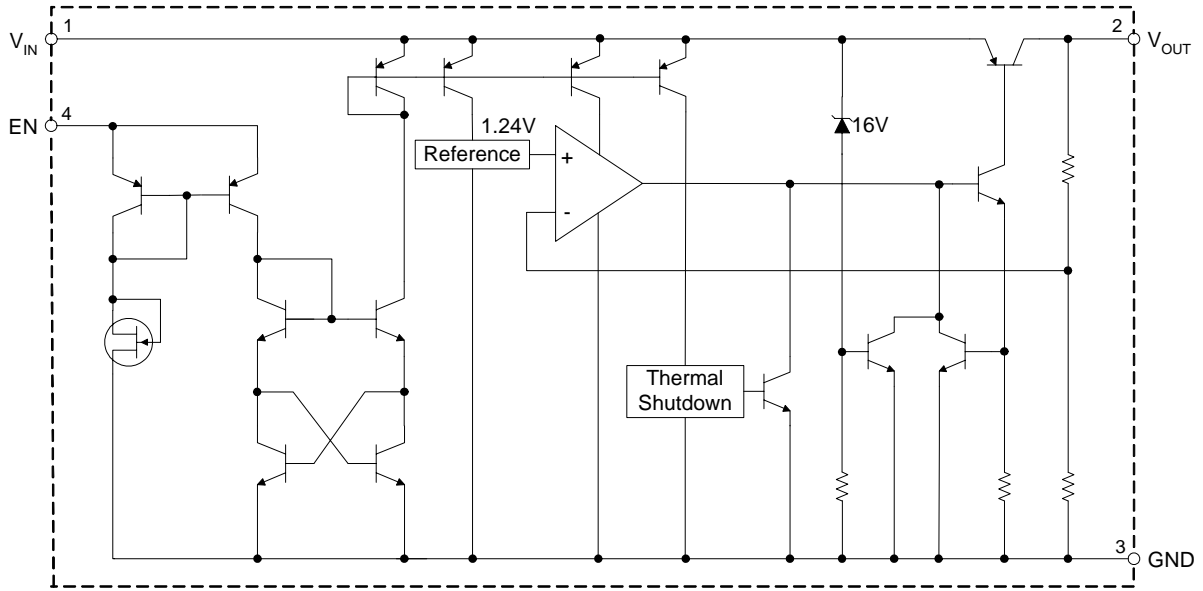 1
V_IN
2
V_OUT
4
EN
1.24V
Reference
+
-
16V
Thermal
Shutdown
3
GND